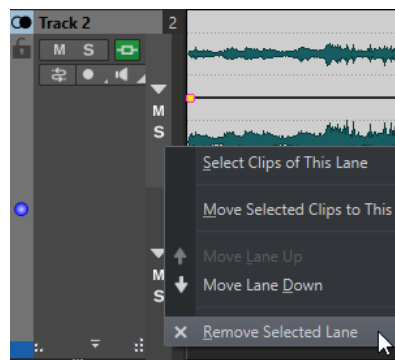 Track 2 2
M S
M
S
Select Clips of This Lane
Move Selected Clips to This
Move Lane Up
M
Move Lane Down
S
Remove Selected Lane